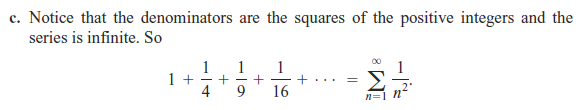 c. Notice that the denominators are the squares of the positive integers and the
series is infinite. So
1 + 1/4 + 1/9 + 1/16 + · · · = ∑_{n=1}^{∞} 1/n².